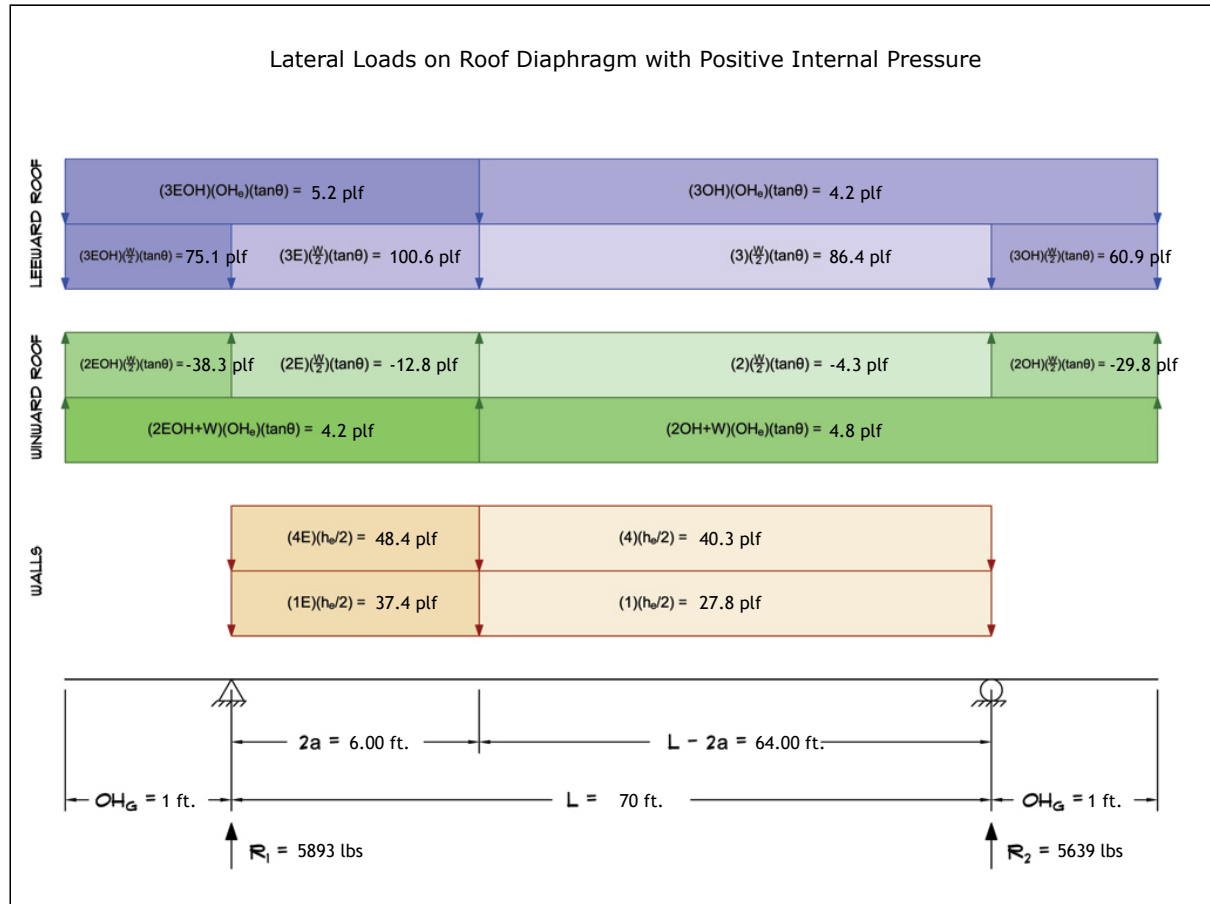 Lateral Loads on Roof Diaphragm with Positive Internal Pressure
LEEWARD ROOF
(3EOH)(OHₑ)(tanθ) = 5.2 plf
(3OH)(OHₑ)(tanθ) = 4.2 plf
(3EOH)(W/2)(tanθ) = 75.1 plf
(3E)(W/2)(tanθ) = 100.6 plf
(3)(W/2)(tanθ) = 86.4 plf
(3OH)(W/2)(tanθ) = 60.9 plf
WINWARD ROOF
(2EOH)(W/2)(tanθ) = -38.3 plf
(2E)(W/2)(tanθ) = -12.8 plf
(2)(W/2)(tanθ) = -4.3 plf
(2OH)(W/2)(tanθ) = -29.8 plf
(2EOH+W)(OHₑ)(tanθ) = 4.2 plf
(2OH+W)(OHₑ)(tanθ) = 4.8 plf
WALLS
(4E)(hₑ/2) = 48.4 plf
(4)(hₑ/2) = 40.3 plf
(1E)(hₑ/2) = 37.4 plf
(1)(hₑ/2) = 27.8 plf
2a = 6.00 ft.
L - 2a = 64.00 ft.
OH_G = 1 ft.
L = 70 ft.
OH_G = 1 ft.
R₁ = 5893 lbs
R₂ = 5639 lbs